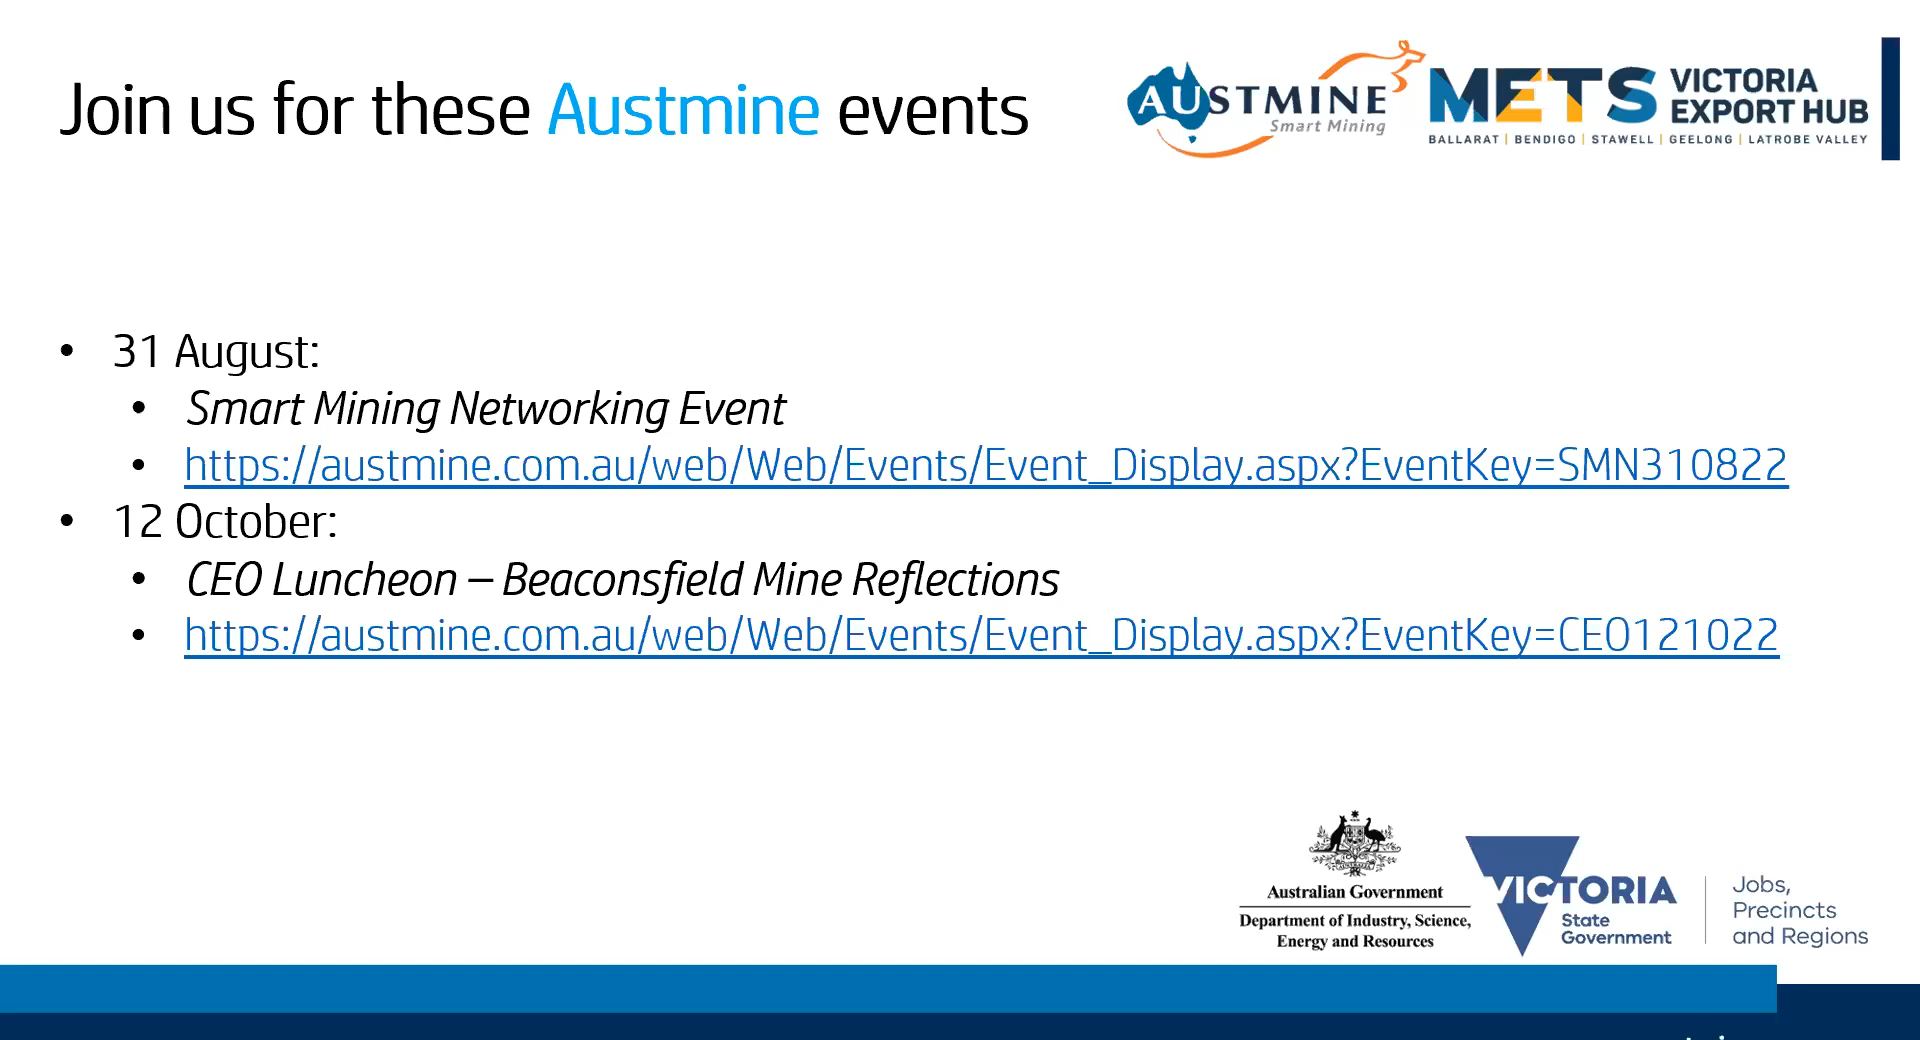 Join us for these Austmine events
AUSTMINE
Smart Mining
METS VICTORIA EXPORT HUB
BALLARAT | BENDIGO | STAWELL | GEELONG | LATROBE VALLEY
• 31 August:
• Smart Mining Networking Event
• https://austmine.com.au/web/Web/Events/Event_Display.aspx?EventKey=SMN310822
• 12 October:
• CEO Luncheon – Beaconsfield Mine Reflections
• https://austmine.com.au/web/Web/Events/Event_Display.aspx?EventKey=CEO121022
Australian Government
Department of Industry, Science,
Energy and Resources
VICTORIA
State
Government
Jobs,
Precincts
and Regions